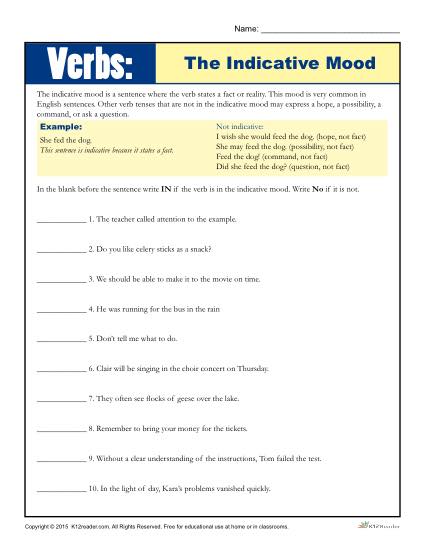 Name:
Verbs:
The Indicative Mood
The indicative mood is a sentence where the verb states a fact or reality. This mood is very common in
English sentences. Other verb tenses that are not in the indicative mood may express a hope, a possibility, a
command, or ask a question.
Example:
She fed the dog.
This sentence is indicative because it states a fact.
Not indicative:
I wish she would feed the dog. (hope, not fact)
She may feed the dog. (possibility, not fact)
Feed the dog! (command, not fact)
Did she feed the dog? (question, not fact)
In the blank before the sentence write IN if the verb is in the indicative mood. Write No if it is not.
1. The teacher called attention to the example.
2. Do you like celery sticks as a snack?
3. We should be able to make it to the movie on time.
4. He was running for the bus in the rain
5. Don't tell me what to do.
6. Clair will be singing in the choir concert on Thursday.
7. They often see flocks of geese over the lake.
8. Remember to bring your money for the tickets.
9. Without a clear understanding of the instructions, Tom failed the test.
10. In the light of day, Kara's problems vanished quickly.
Copyright © 2015 K12reader.com. All Rights Reserved. Free for educational use at home or in classrooms.
K12Reader